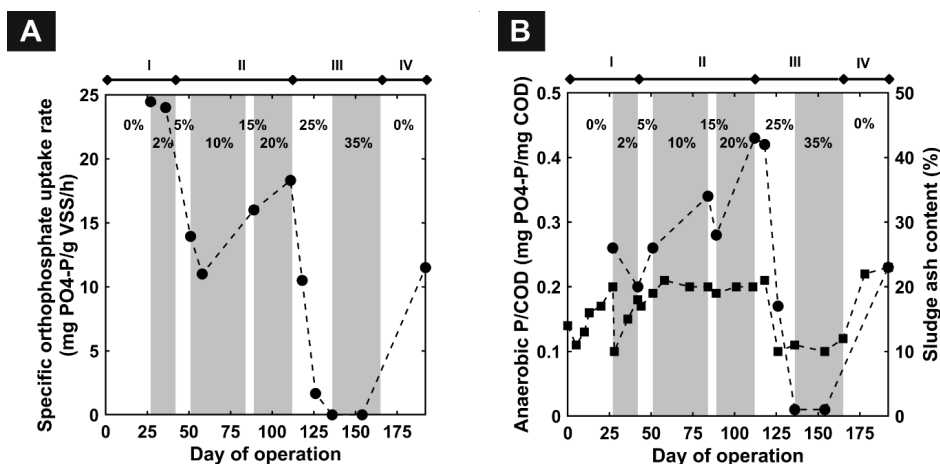 A
I II III IV
25
20
15
10
5
0
0% 2% 5% 10% 15% 20% 25% 35% 0%
0 25 50 75 100 125 150 175
Day of operation
Specific orthophosphate uptake rate
(mg PO4-P/g VSS/h)
B
I II III IV
0.5
0.4
0.3
0.2
0.1
0
0% 2% 5% 10% 15% 20% 25% 35% 0%
50
40
30
20
10
0
0 25 50 75 100 125 150 175
Day of operation
Anaerobic P/COD (mg PO4-P/mg COD)
Sludge ash content (%)